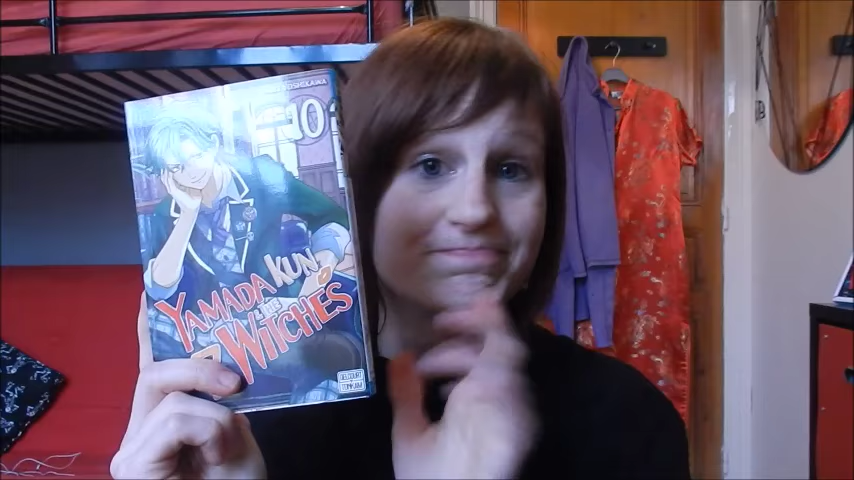 10
YAMADA KUN
& THE
WITCHES
DELCOURT
TONKAM